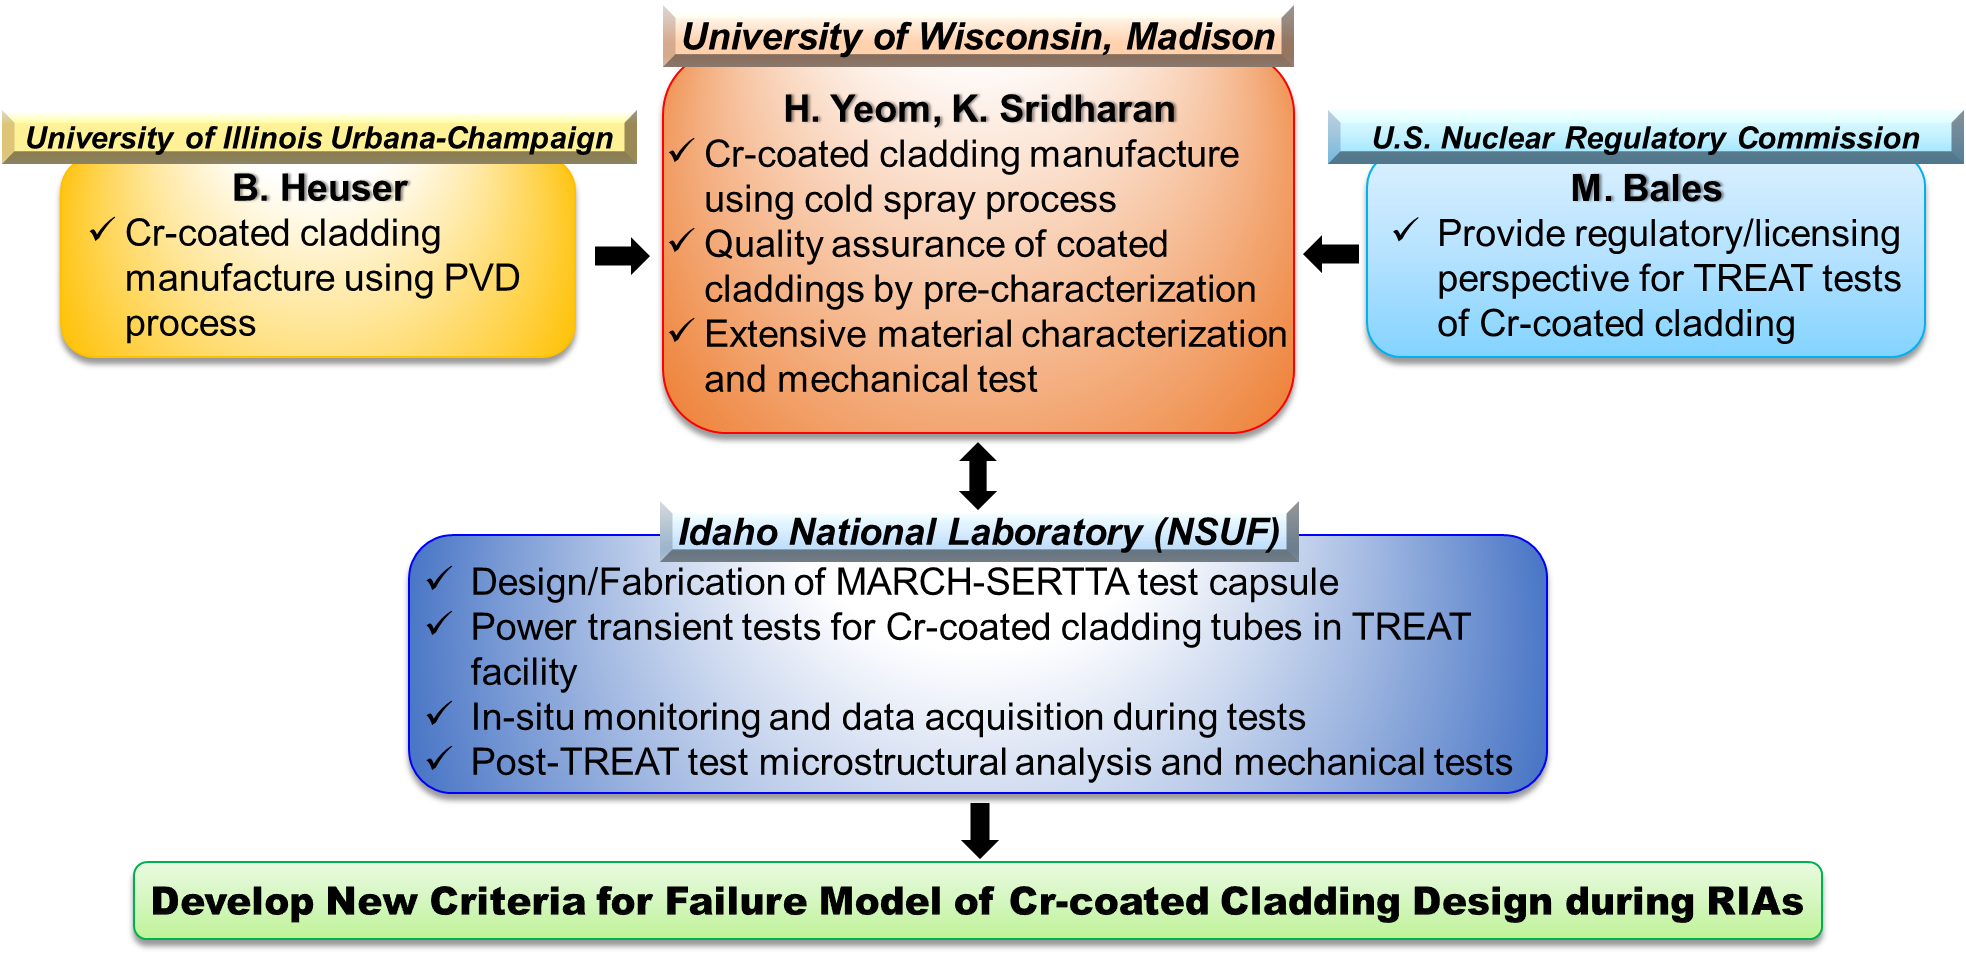 University of Wisconsin, Madison
H. Yeom, K. Sridharan
✓ Cr-coated cladding manufacture
using cold spray process
✓ Quality assurance of coated
claddings by pre-characterization
✓ Extensive material characterization
and mechanical test
University of Illinois Urbana-Champaign
B. Heuser
✓ Cr-coated cladding
manufacture using PVD
process
U.S. Nuclear Regulatory Commission
M. Bales
✓ Provide regulatory/licensing
perspective for TREAT tests
of Cr-coated cladding
Idaho National Laboratory (NSUF)
✓ Design/Fabrication of MARCH-SERTTA test capsule
✓ Power transient tests for Cr-coated cladding tubes in TREAT
facility
✓ In-situ monitoring and data acquisition during tests
✓ Post-TREAT test microstructural analysis and mechanical tests
Develop New Criteria for Failure Model of Cr-coated Cladding Design during RIAs